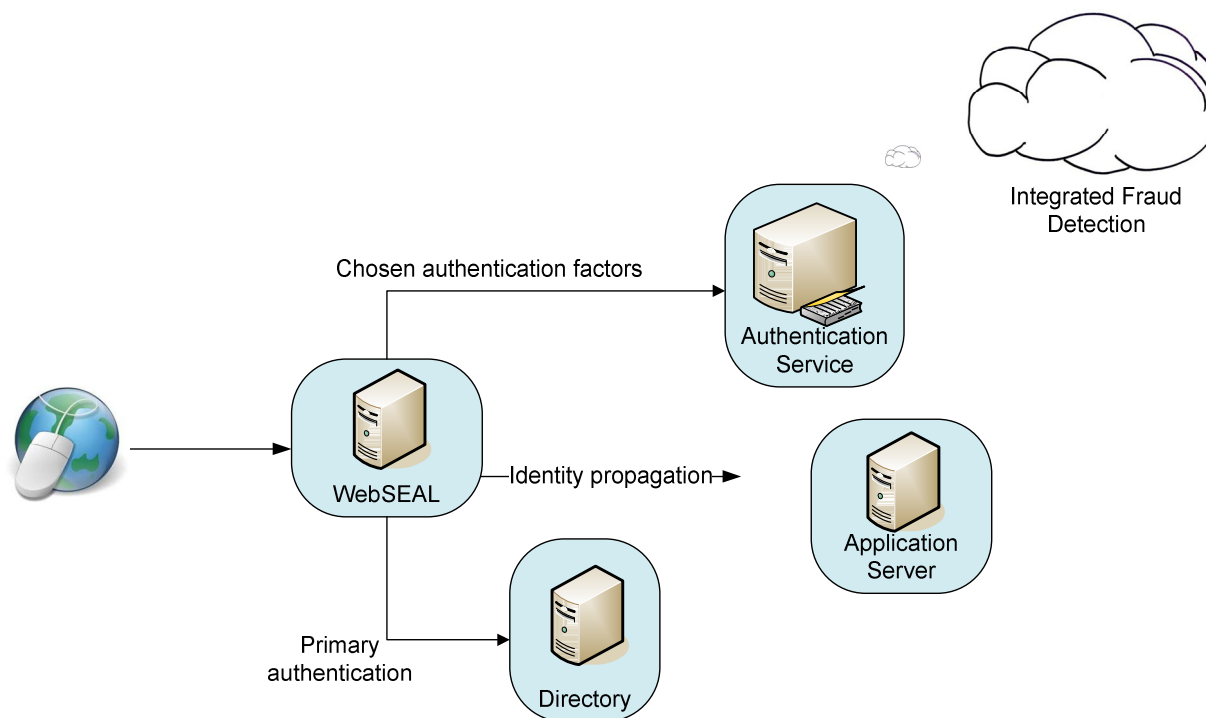 Integrated Fraud
Detection
Chosen authentication factors
Authentication
Service
WebSEAL
Identity propagation
Application
Server
Primary
authentication
Directory